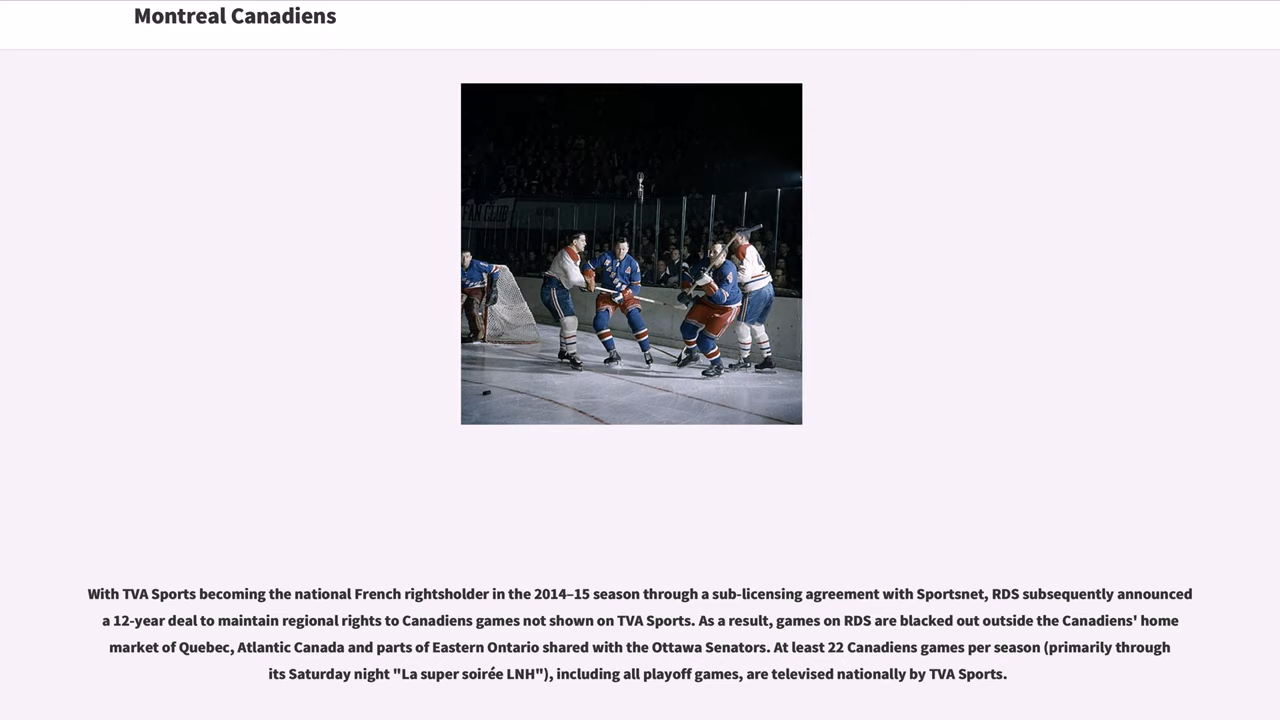 Montreal Canadiens
FAN CLUB
With TVA Sports becoming the national French rightsholder in the 2014–15 season through a sub-licensing agreement with Sportsnet, RDS subsequently announced
a 12-year deal to maintain regional rights to Canadiens games not shown on TVA Sports. As a result, games on RDS are blacked out outside the Canadiens' home
market of Quebec, Atlantic Canada and parts of Eastern Ontario shared with the Ottawa Senators. At least 22 Canadiens games per season (primarily through
its Saturday night "La super soirée LNH"), including all playoff games, are televised nationally by TVA Sports.